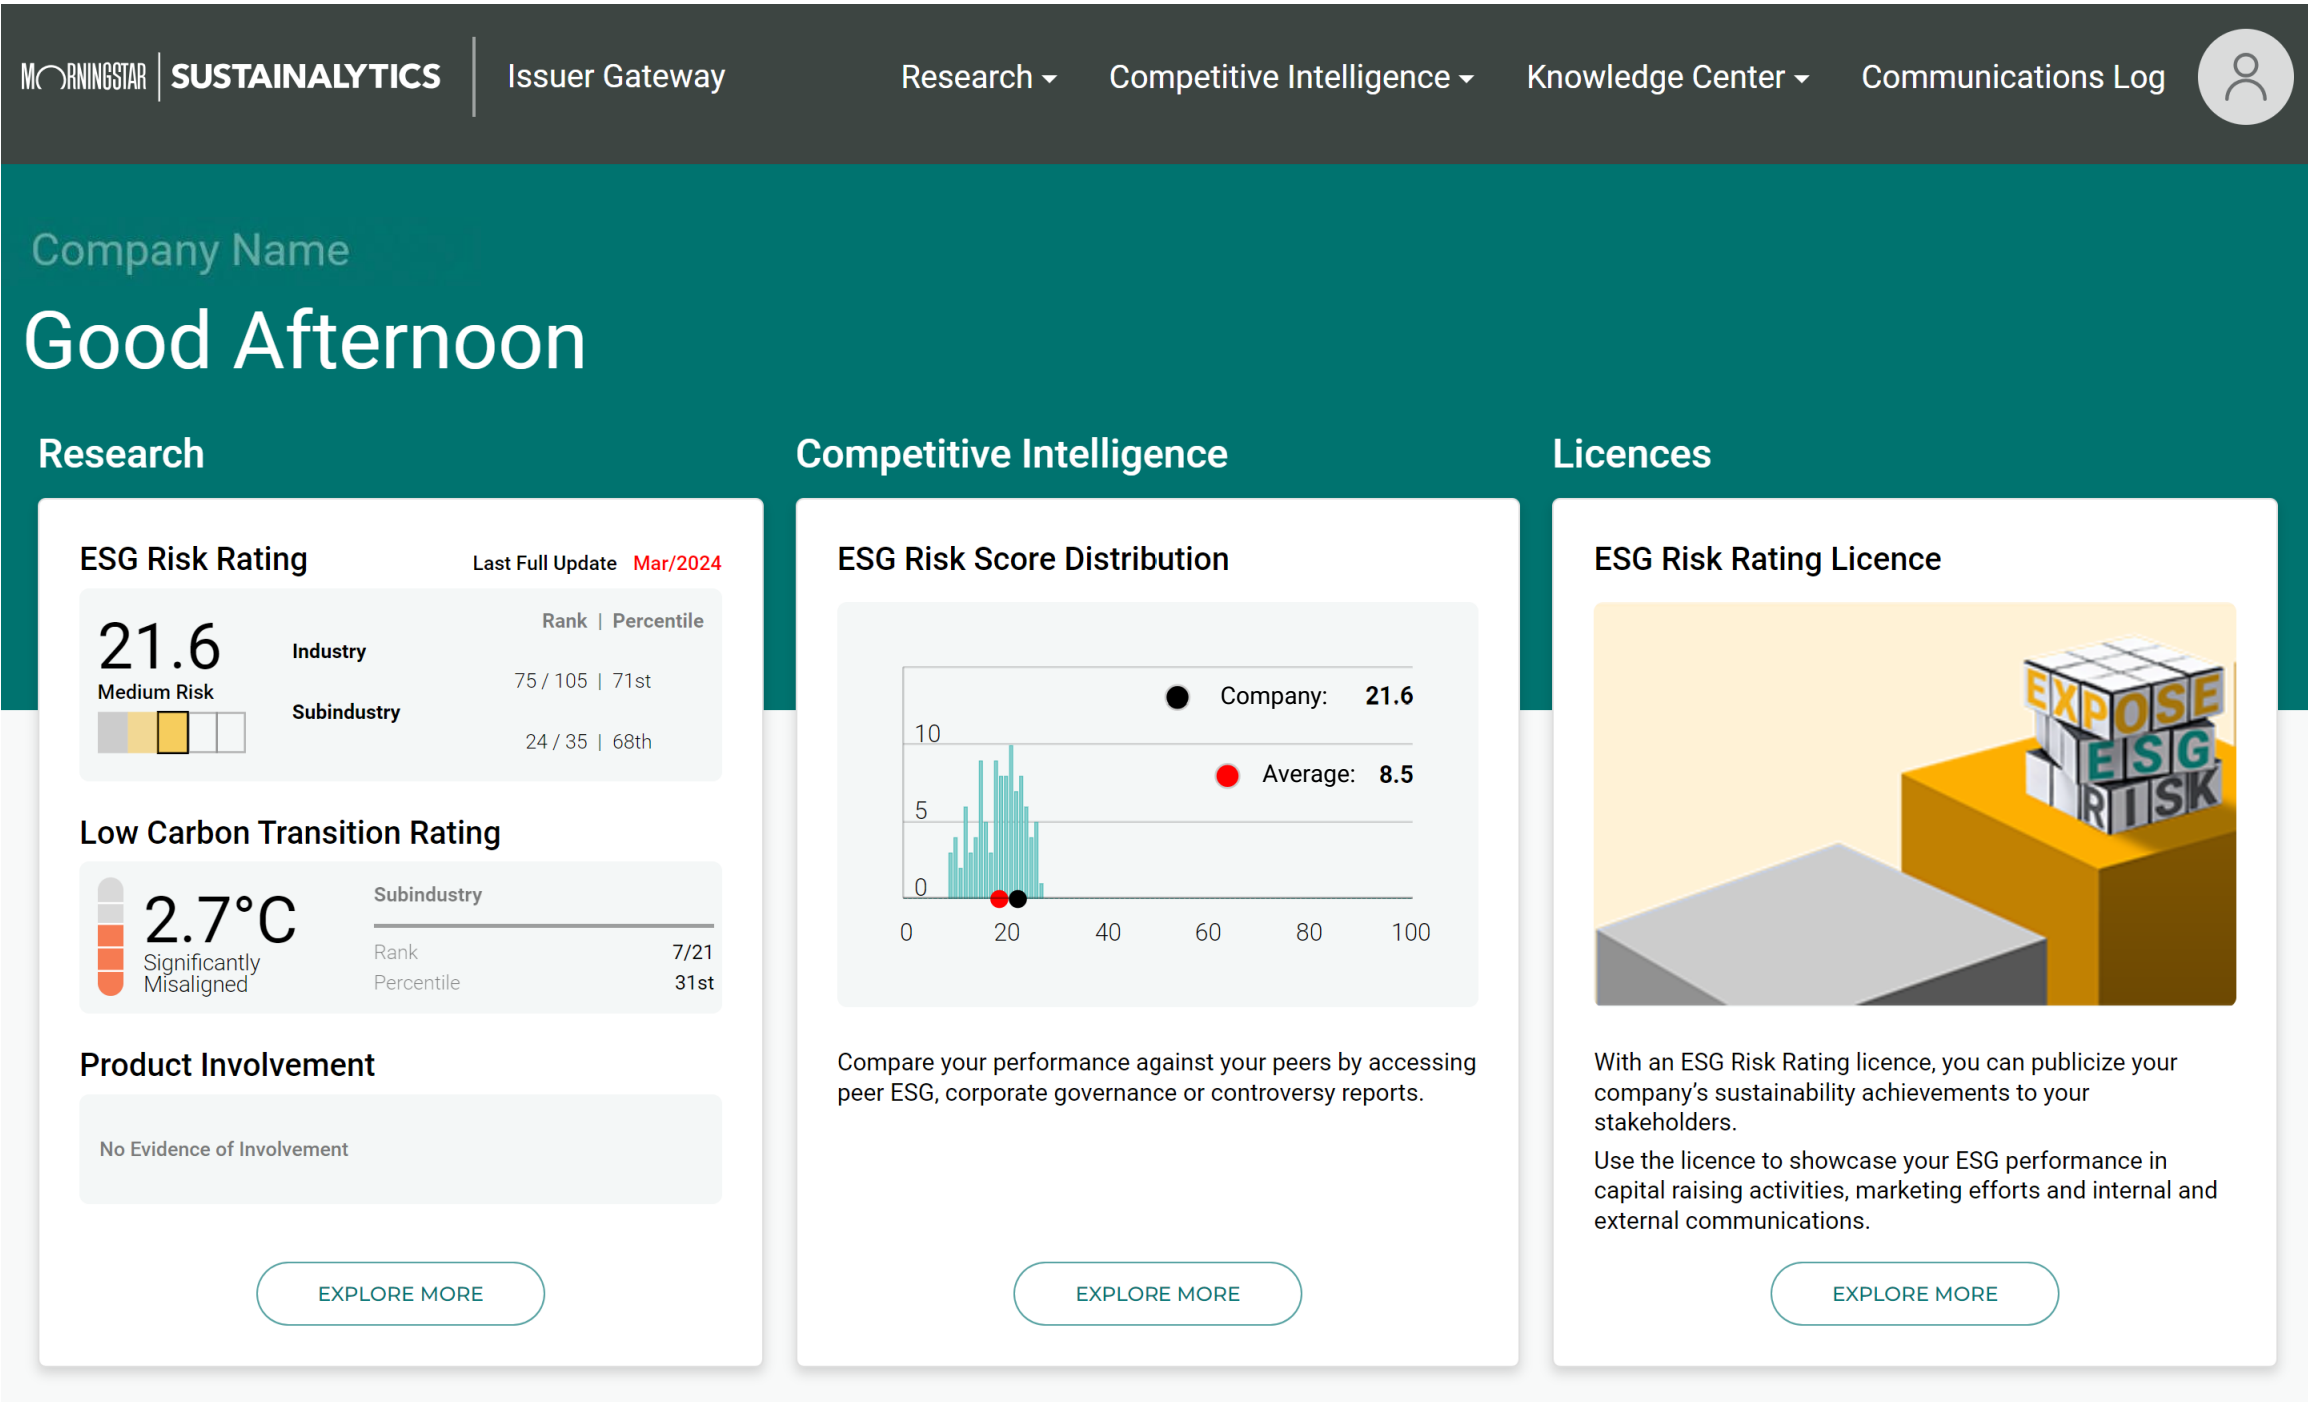 MORNINGSTAR | SUSTAINALYTICS
Issuer Gateway
Research
Competitive Intelligence
Knowledge Center
Communications Log
Company Name
Good Afternoon
Research
ESG Risk Rating
Last Full Update Mar/2024
21.6
Medium Risk
Rank | Percentile
Industry
75 / 105 | 71st
Subindustry
24 / 35 | 68th
Low Carbon Transition Rating
2.7°C
Significantly
Misaligned
Subindustry
Rank 7/21
Percentile 31st
Product Involvement
No Evidence of Involvement
EXPLORE MORE
Competitive Intelligence
ESG Risk Score Distribution
Company: 21.6
Average: 8.5
10
5
0
0 20 40 60 80 100
Compare your performance against your peers by accessing
peer ESG, corporate governance or controversy reports.
EXPLORE MORE
Licences
ESG Risk Rating Licence
EXPOSE
ESG
RISK
With an ESG Risk Rating licence, you can publicize your
company’s sustainability achievements to your
stakeholders.
Use the licence to showcase your ESG performance in
capital raising activities, marketing efforts and internal and
external communications.
EXPLORE MORE